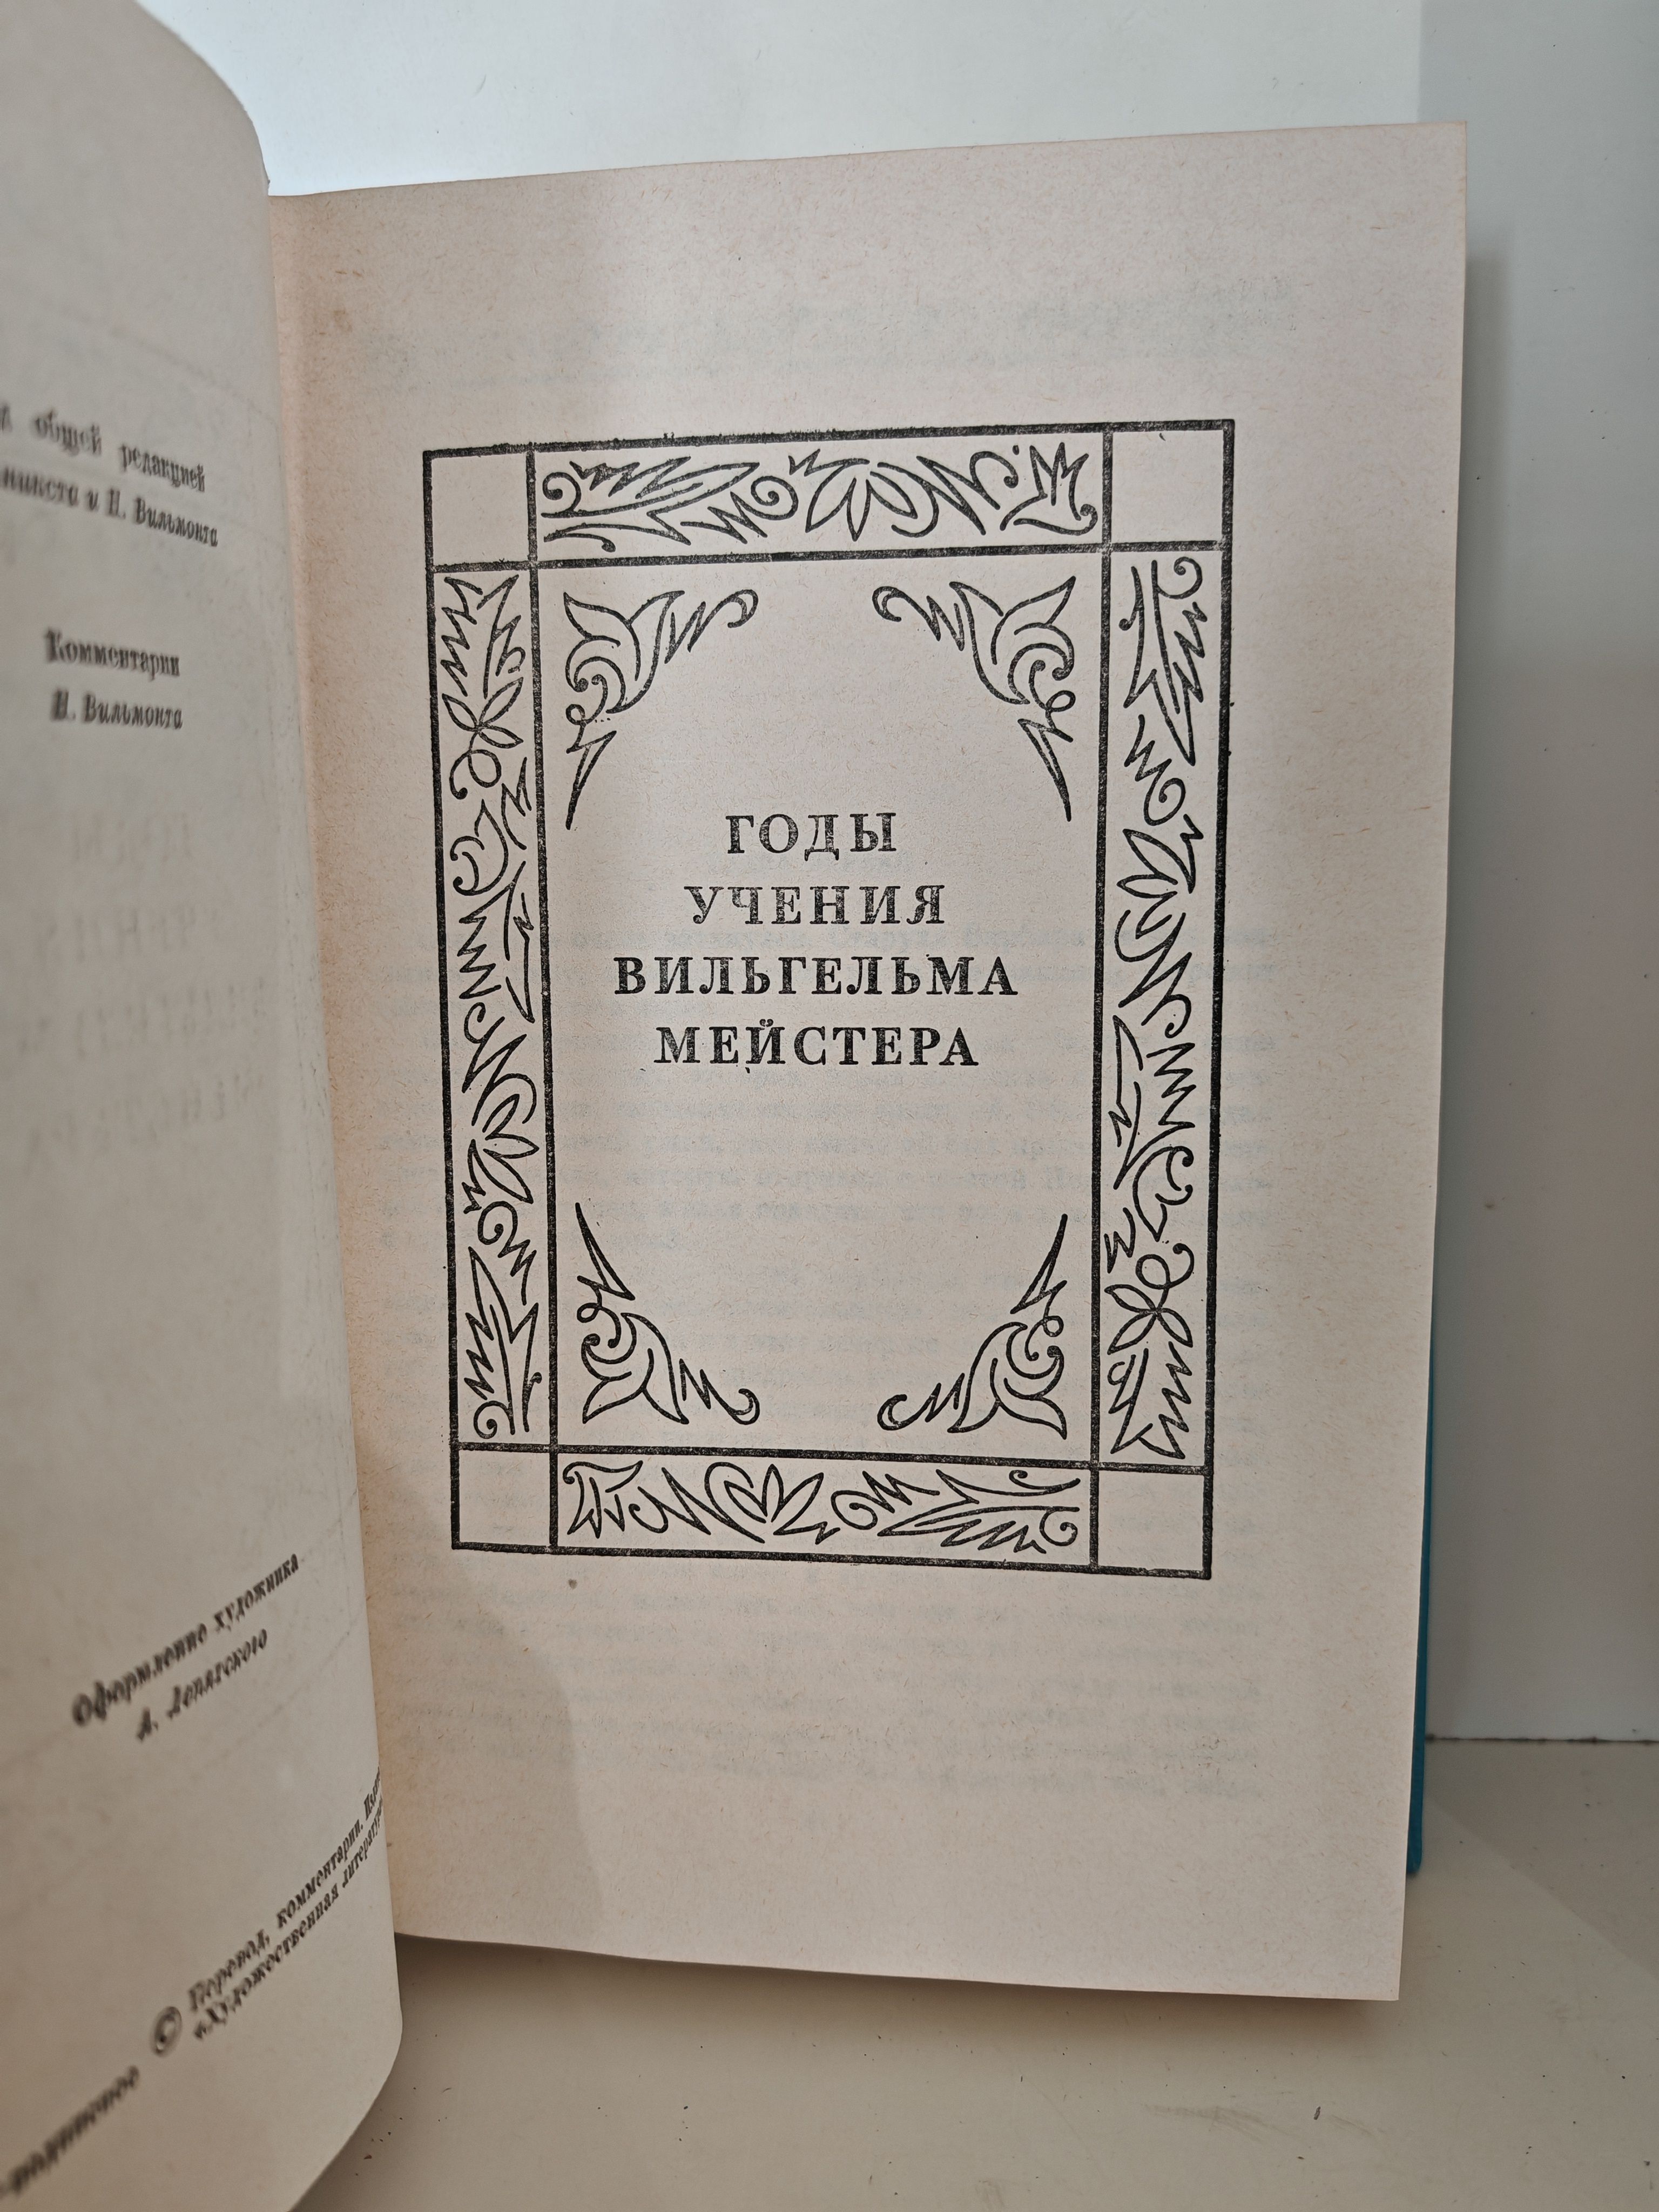 общей редакцией
и Н. Вильмонта
Комментарии
Н. Вильмонта
Оформление художника
© Перевод, комментарии.
«Художественная литература
ГОДЫ
УЧЕНИЯ
ВИЛЬГЕЛЬМА
МЕЙСТЕРА